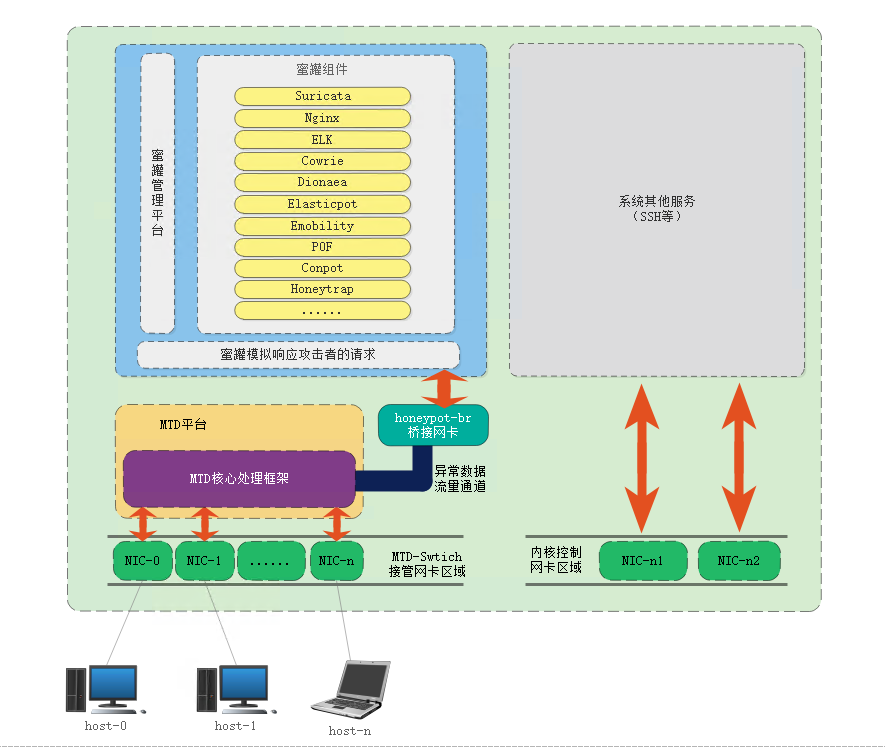 蜜罐组件
Suricata
Nginx
ELK
Cowrie
Dionaea
Elasticpot
Emobility
POF
Conpot
Honeytrap
......
蜜罐管理平台
蜜罐模拟响应攻击者的请求
系统其他服务
（SSH等）
honeypot-br
桥接网卡
MTD平台
MTD核心处理框架
异常数据
流量通道
NIC-0
NIC-1
......
NIC-n
MTD-Swtich
接管网卡区域
内核控制
网卡区域
NIC-n1
NIC-n2
host-0
host-1
host-n